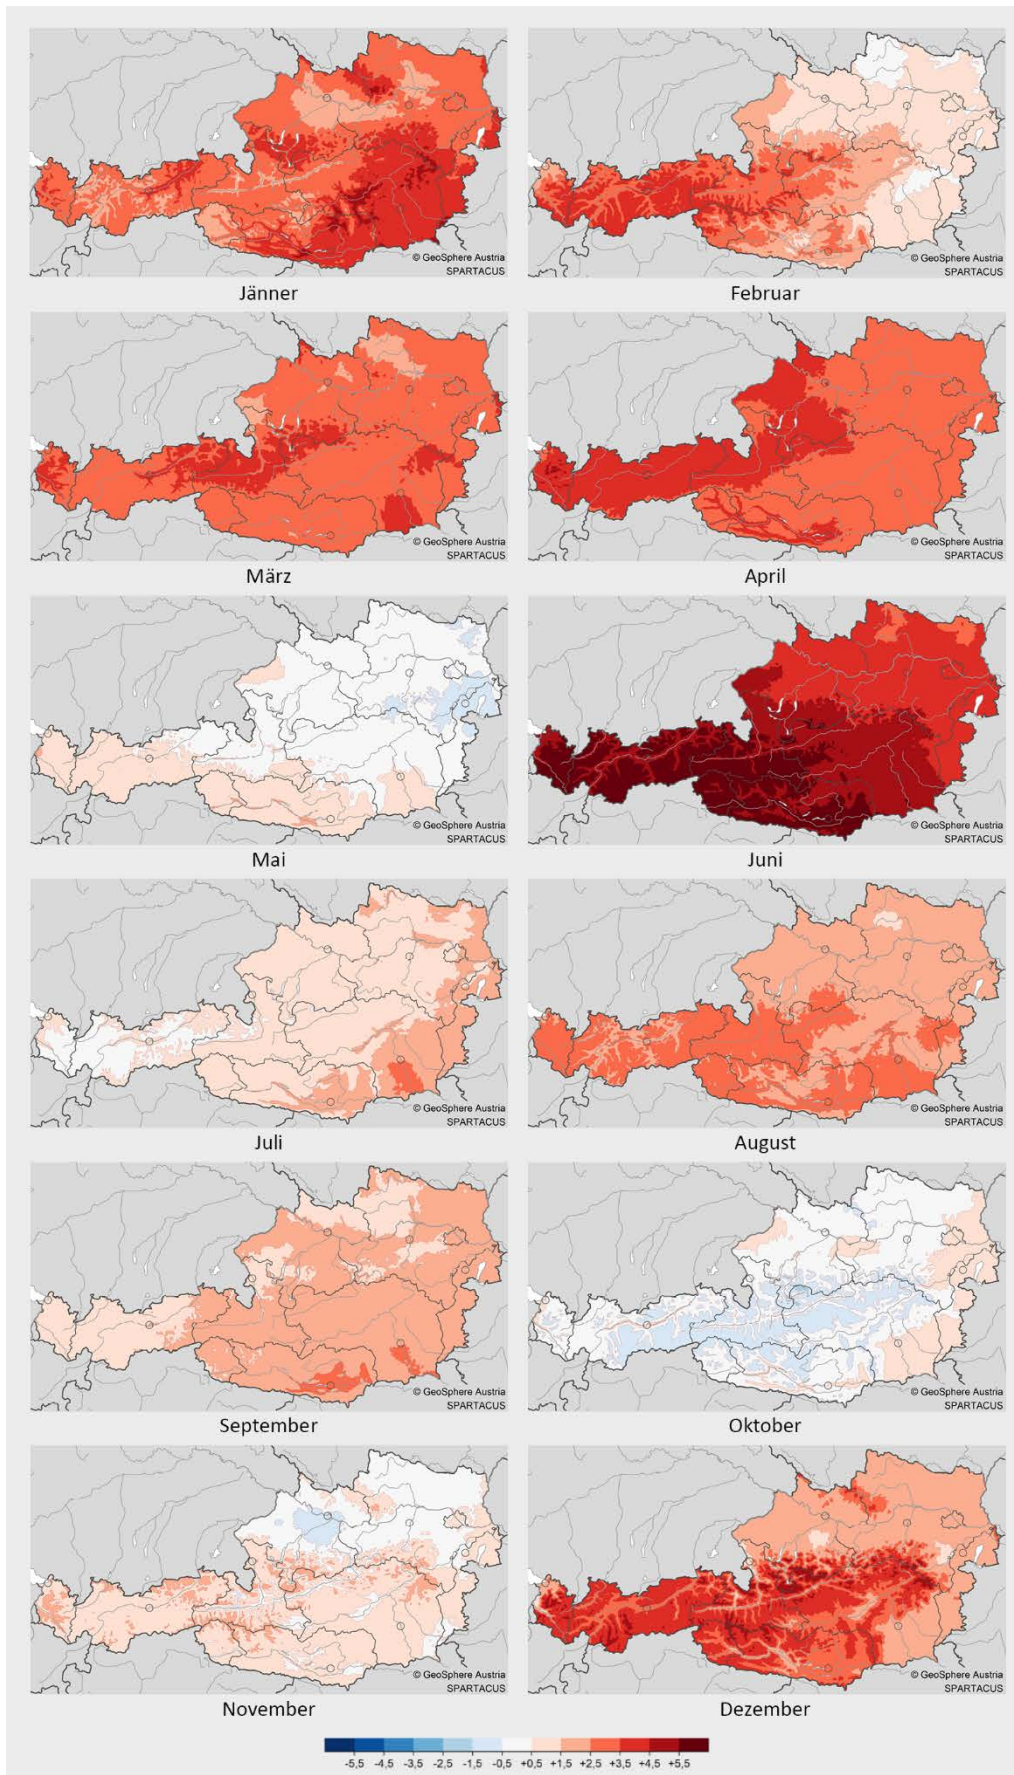 © GeoSphere Austria
SPARTACUS
Jänner
© GeoSphere Austria
SPARTACUS
Februar
© GeoSphere Austria
SPARTACUS
März
© GeoSphere Austria
SPARTACUS
April
© GeoSphere Austria
SPARTACUS
Mai
© GeoSphere Austria
SPARTACUS
Juni
© GeoSphere Austria
SPARTACUS
Juli
© GeoSphere Austria
SPARTACUS
August
© GeoSphere Austria
SPARTACUS
September
© GeoSphere Austria
SPARTACUS
Oktober
© GeoSphere Austria
SPARTACUS
November
© GeoSphere Austria
SPARTACUS
Dezember
-5,5 -4,5 -3,5 -2,5 -1,5 -0,5 +0,5 +1,5 +2,5 +3,5 +4,5 +5,5